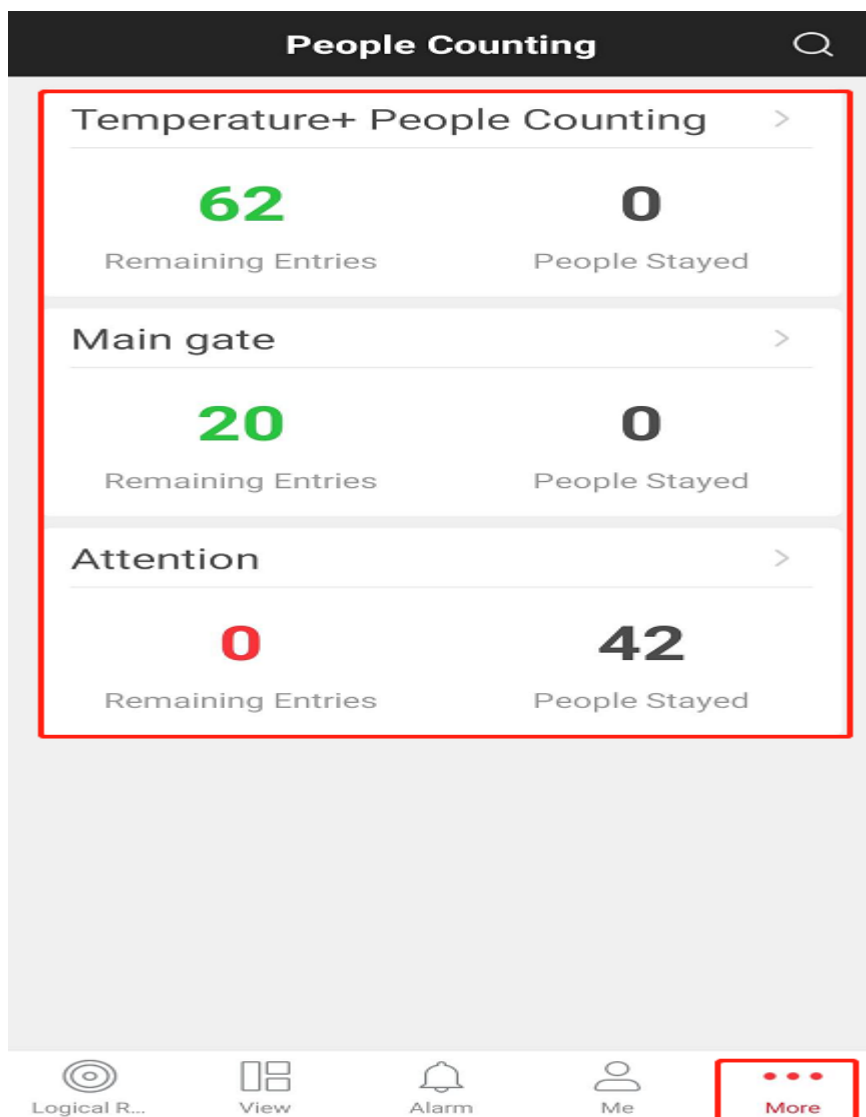 People Counting
Temperature+ People Counting
62 0
Remaining Entries People Stayed
Main gate
20 0
Remaining Entries People Stayed
Attention
0 42
Remaining Entries People Stayed
Logical R... View Alarm Me More